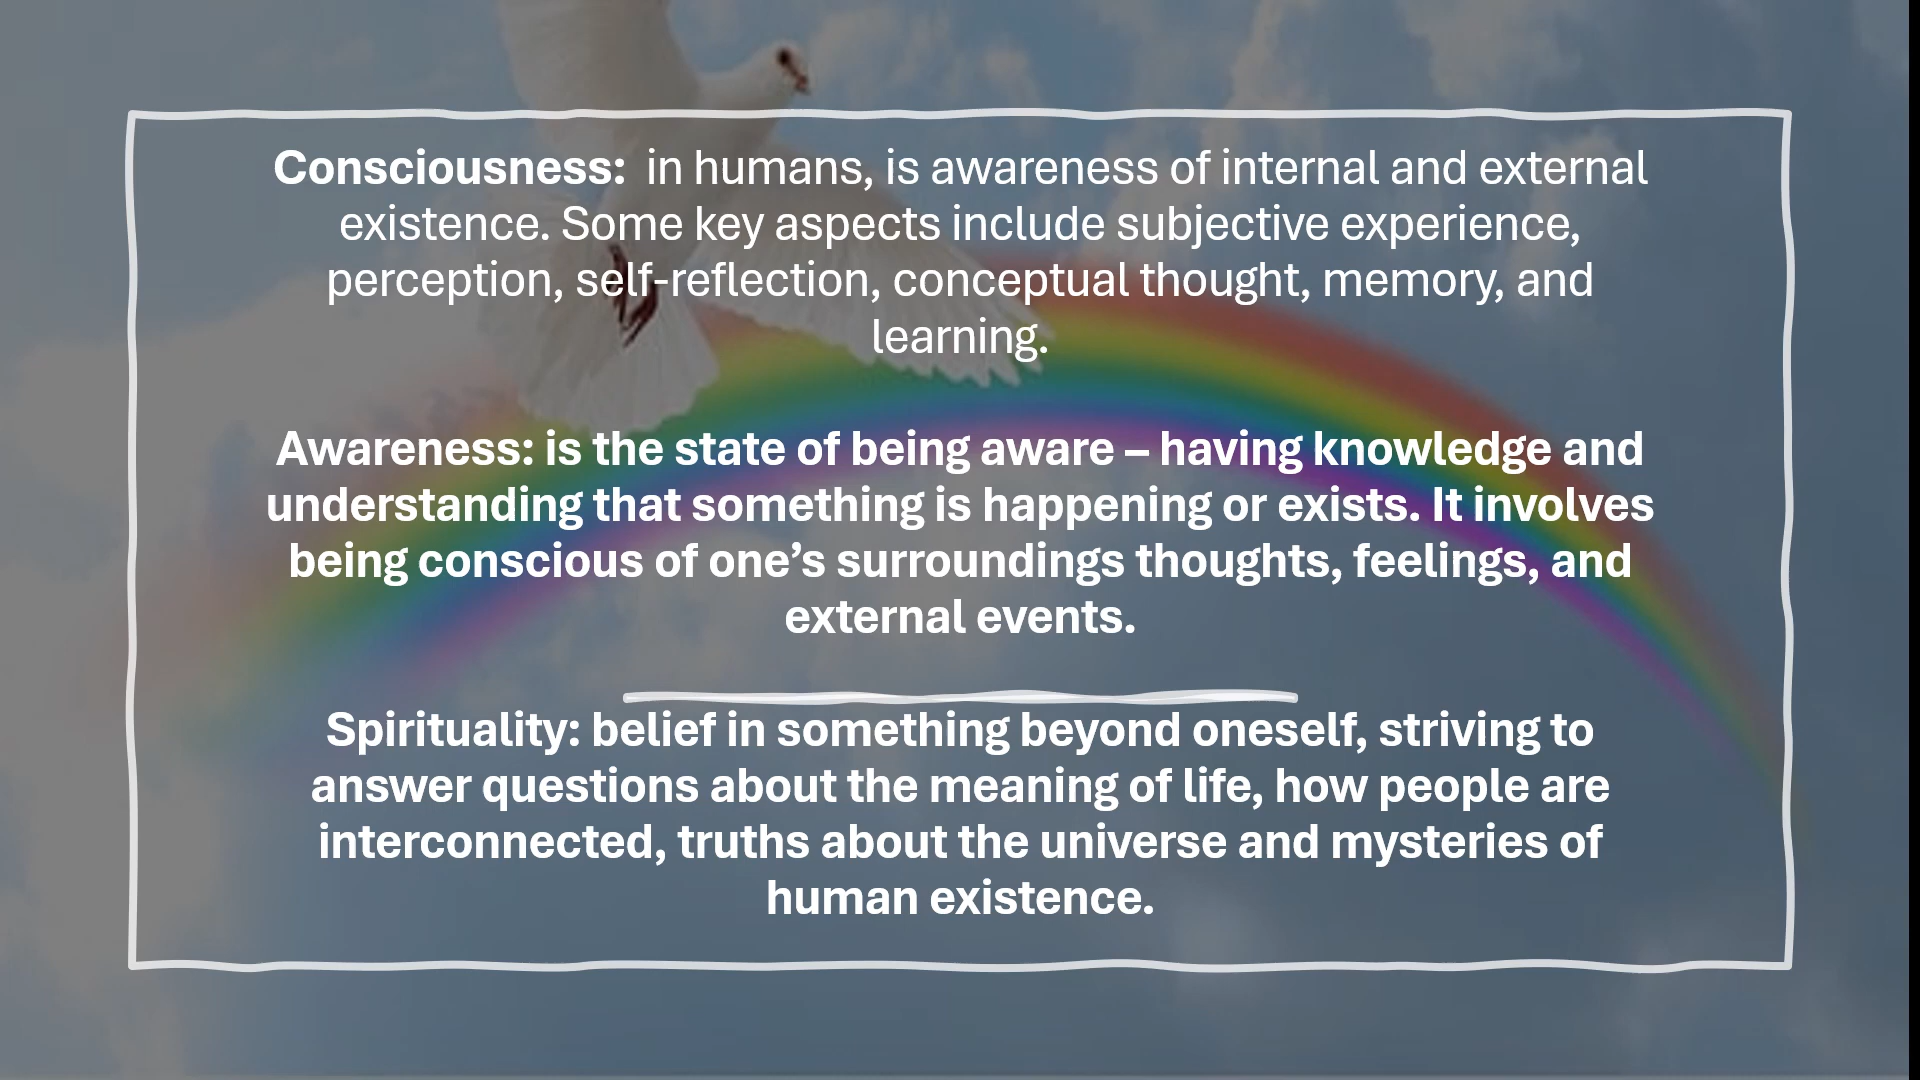 Consciousness:  in humans, is awareness of internal and external
existence. Some key aspects include subjective experience,
perception, self-reflection, conceptual thought, memory, and
learning.
Awareness: is the state of being aware – having knowledge and
understanding that something is happening or exists. It involves
being conscious of one’s surroundings thoughts, feelings, and
external events.
Spirituality: belief in something beyond oneself, striving to
answer questions about the meaning of life, how people are
interconnected, truths about the universe and mysteries of
human existence.